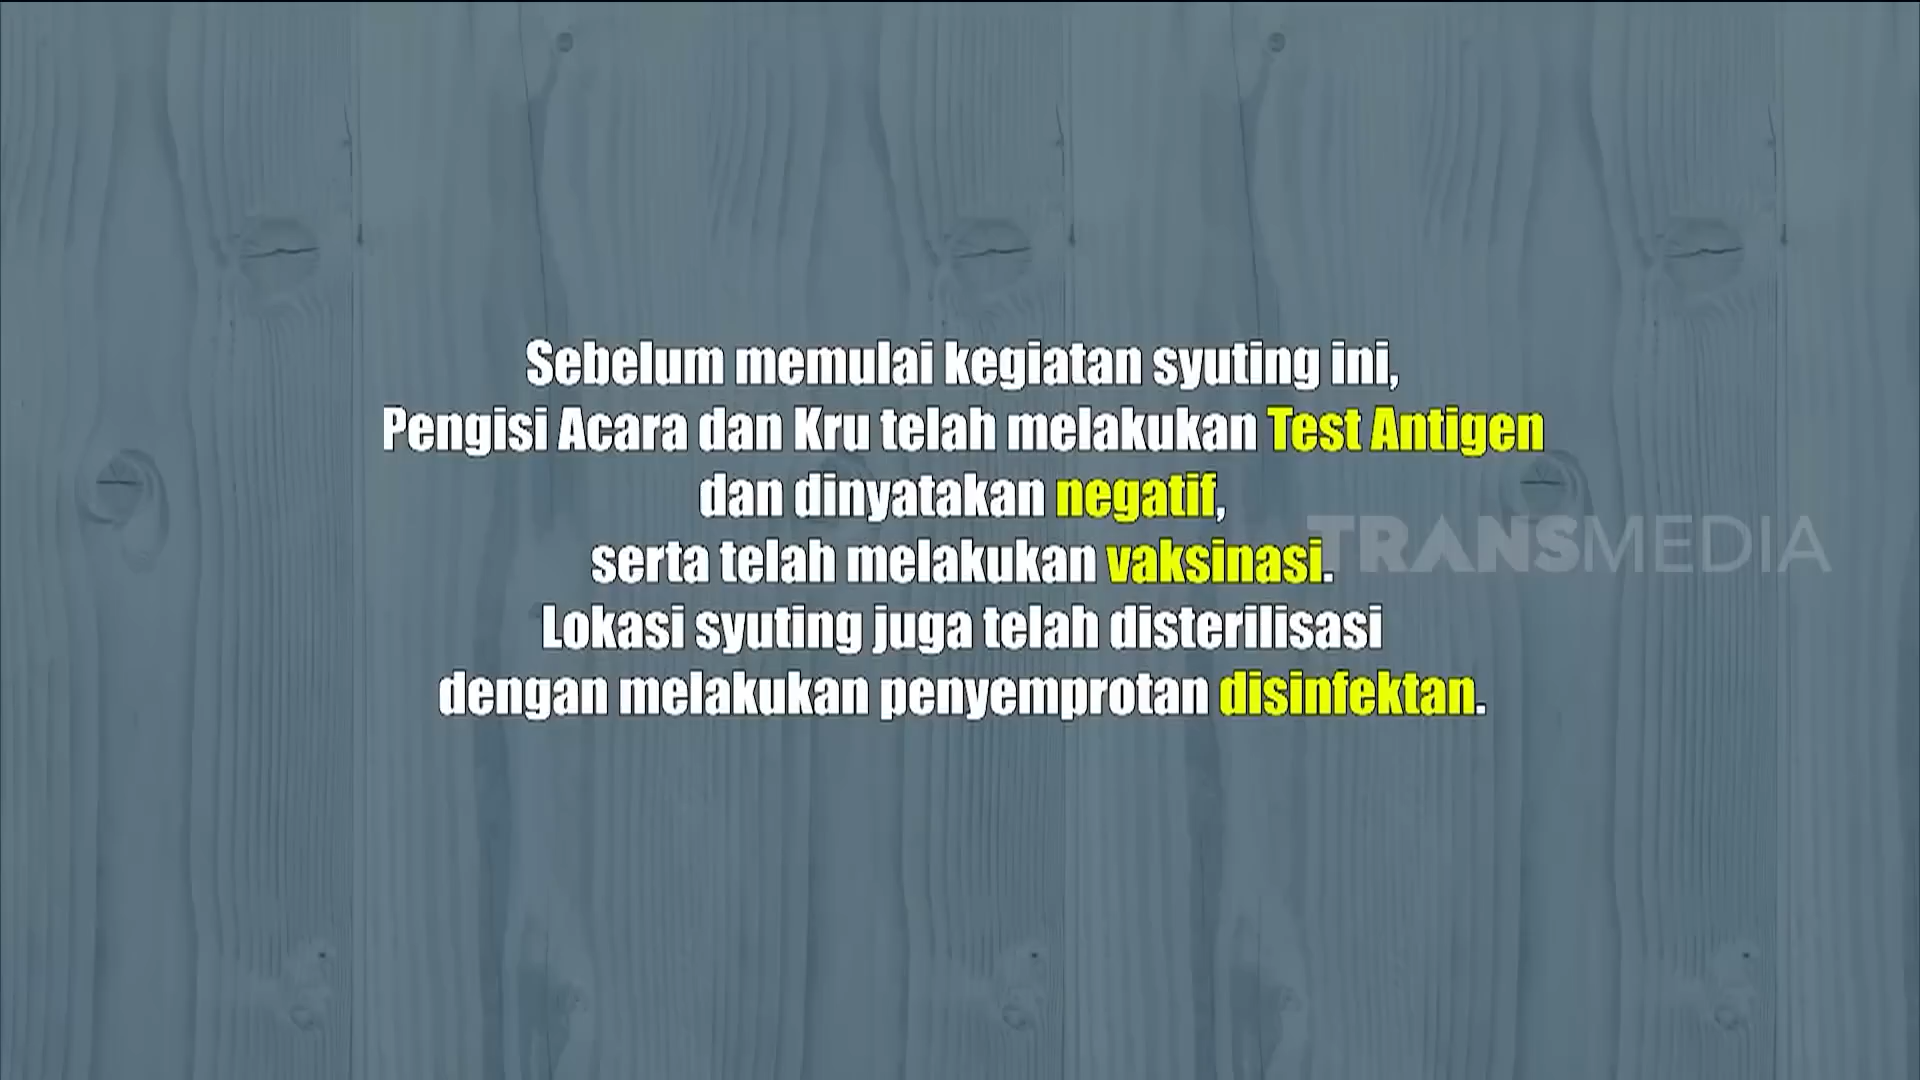 Sebelum memulai kegiatan syuting ini,
Pengisi Acara dan Kru telah melakukan Test Antigen
dan dinyatakan negatif,
serta telah melakukan vaksinasi.
TRANSMEDIA
Lokasi syuting juga telah disterilisasi
dengan melakukan penyemprotan disinfektan.